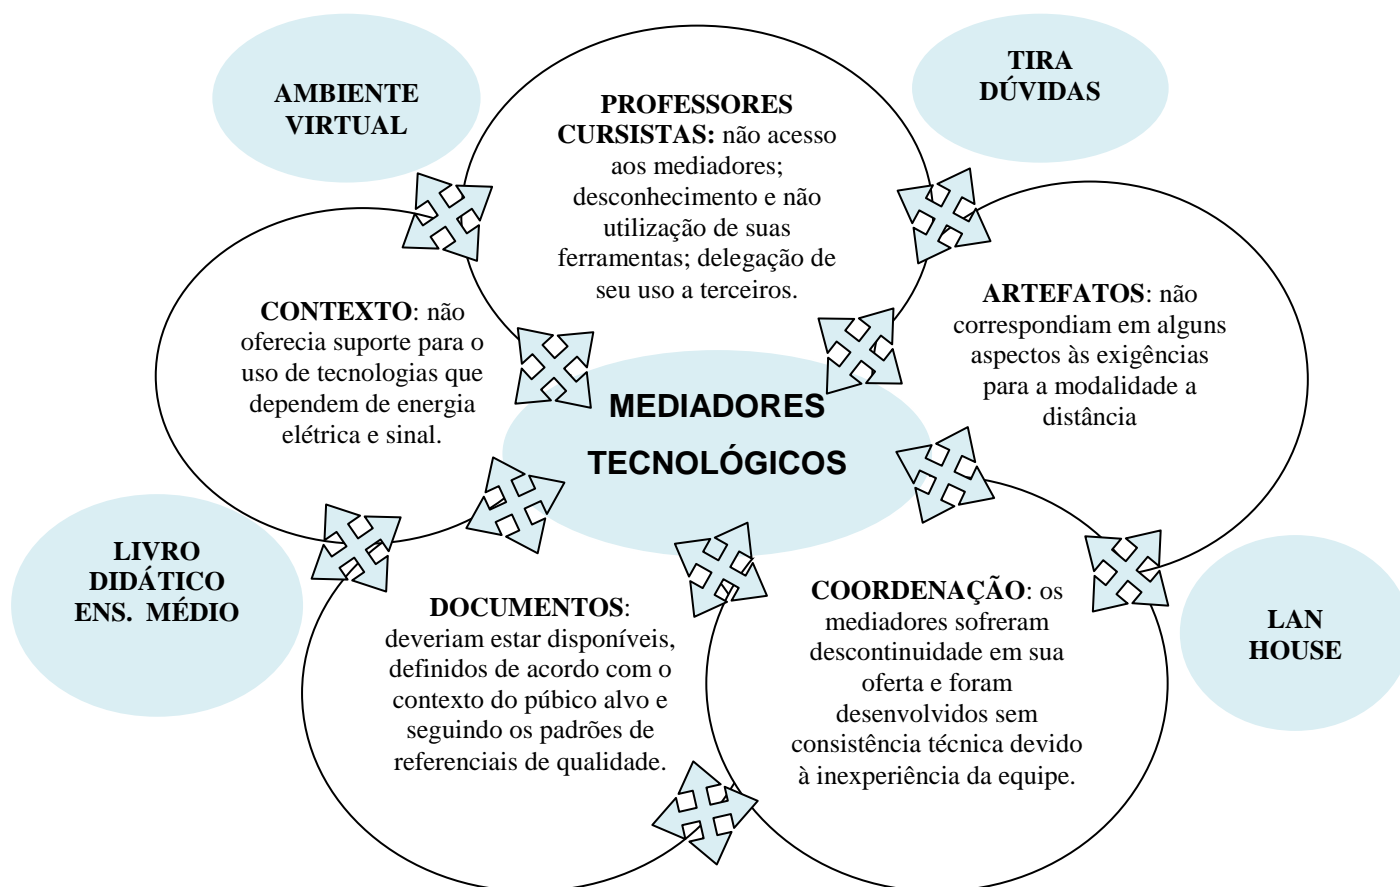 AMBIENTE
VIRTUAL
PROFESSORES
CURSISTAS: não acesso
aos mediadores;
desconhecimento e não
utilização de suas
ferramentas; delegação de
seu uso a terceiros.
TIRA
DÚVIDAS
CONTEXTO: não
oferecia suporte para o
uso de tecnologias que
dependem de energia
elétrica e sinal.
ARTEFATOS: não
correspondiam em alguns
aspectos às exigências
para a modalidade a
distância
MEDIADORES
TECNOLÓGICOS
LIVRO
DIDÁTICO
ENS. MÉDIO
DOCUMENTOS:
deveriam estar disponíveis,
definidos de acordo com o
contexto do púbico alvo e
seguindo os padrões de
referenciais de qualidade.
COORDENAÇÃO: os
mediadores sofreram
descontinuidade em sua
oferta e foram
desenvolvidos sem
consistência técnica devido
à inexperiência da equipe.
LAN
HOUSE